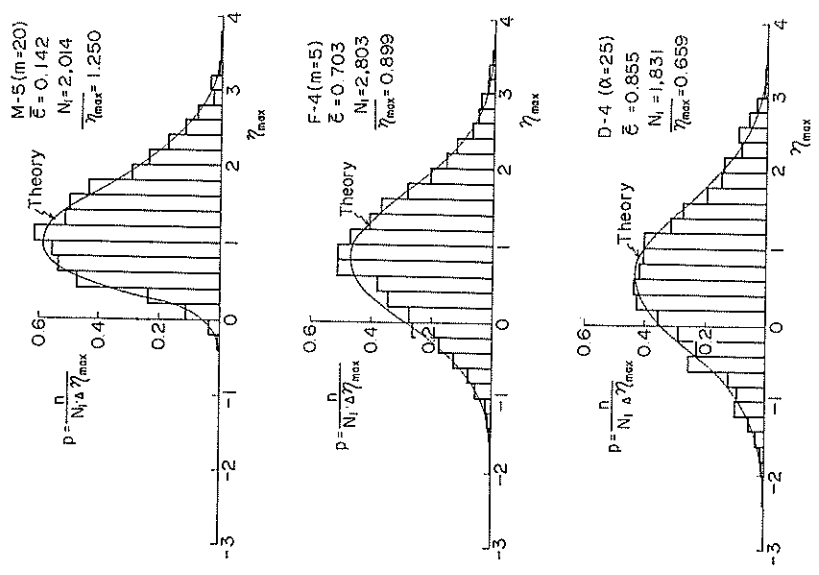 M-5(m=20)
ε̄=0.142
N₁=2,014
η̄max=1.250
Theory
p=n/N₁·Δηmax
0.6
0.4
0.2
-3 -2 -1 0 1 2 3 4
ηmax
F-4(m=5)
ε̄=0.703
N₁=2,803
η̄max=0.899
Theory
p=n/N₁·Δηmax
0.6
0.4
0.2
-3 -2 -1 0 1 2 3 4
ηmax
D-4 (α=25)
ε̄=0.855
N₁=1,831
η̄max=0.659
Theory
p=n/N₁ Δηmax
0.6
0.4
0.2
-3 -2 -1 0 1 2 3 4
ηmax